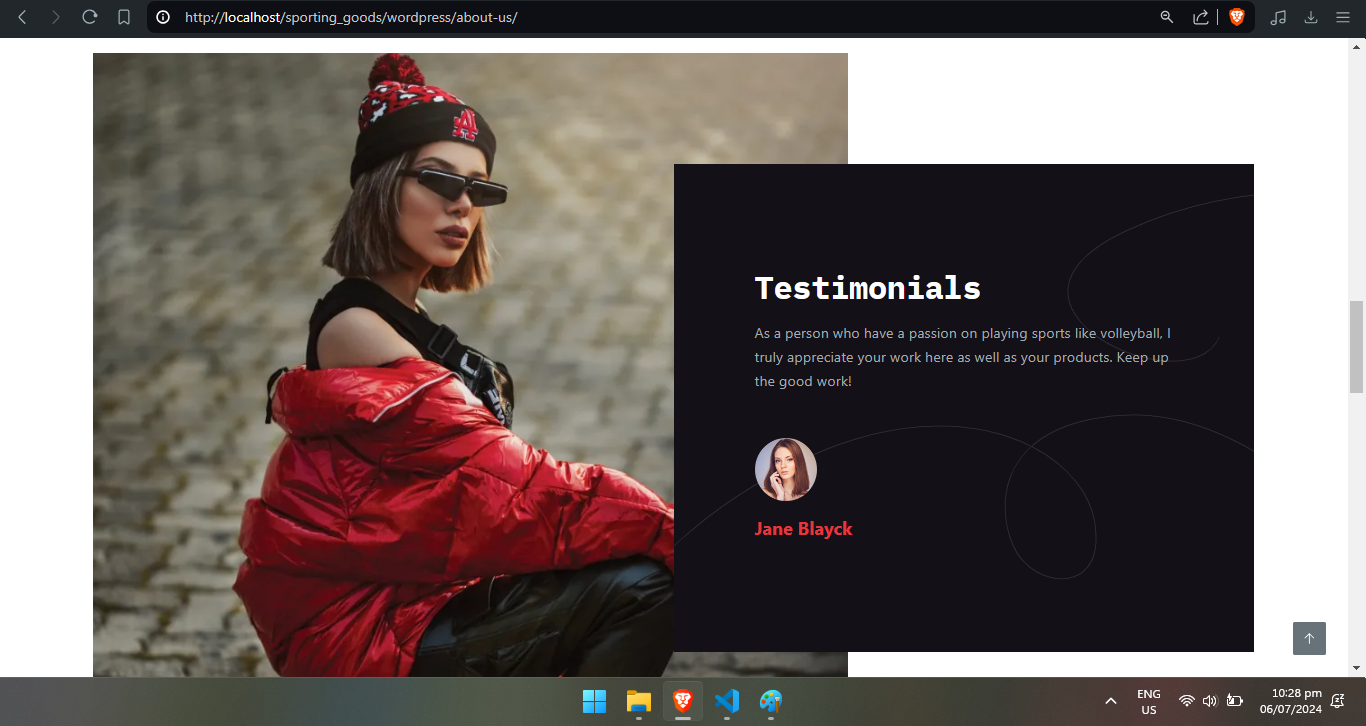 http://localhost/sporting_goods/wordpress/about-us/
Testimonials
As a person who have a passion on playing sports like volleyball, I
truly appreciate your work here as well as your products. Keep up
the good work!
Jane Blayck
ENG
US
10:28 pm
06/07/2024